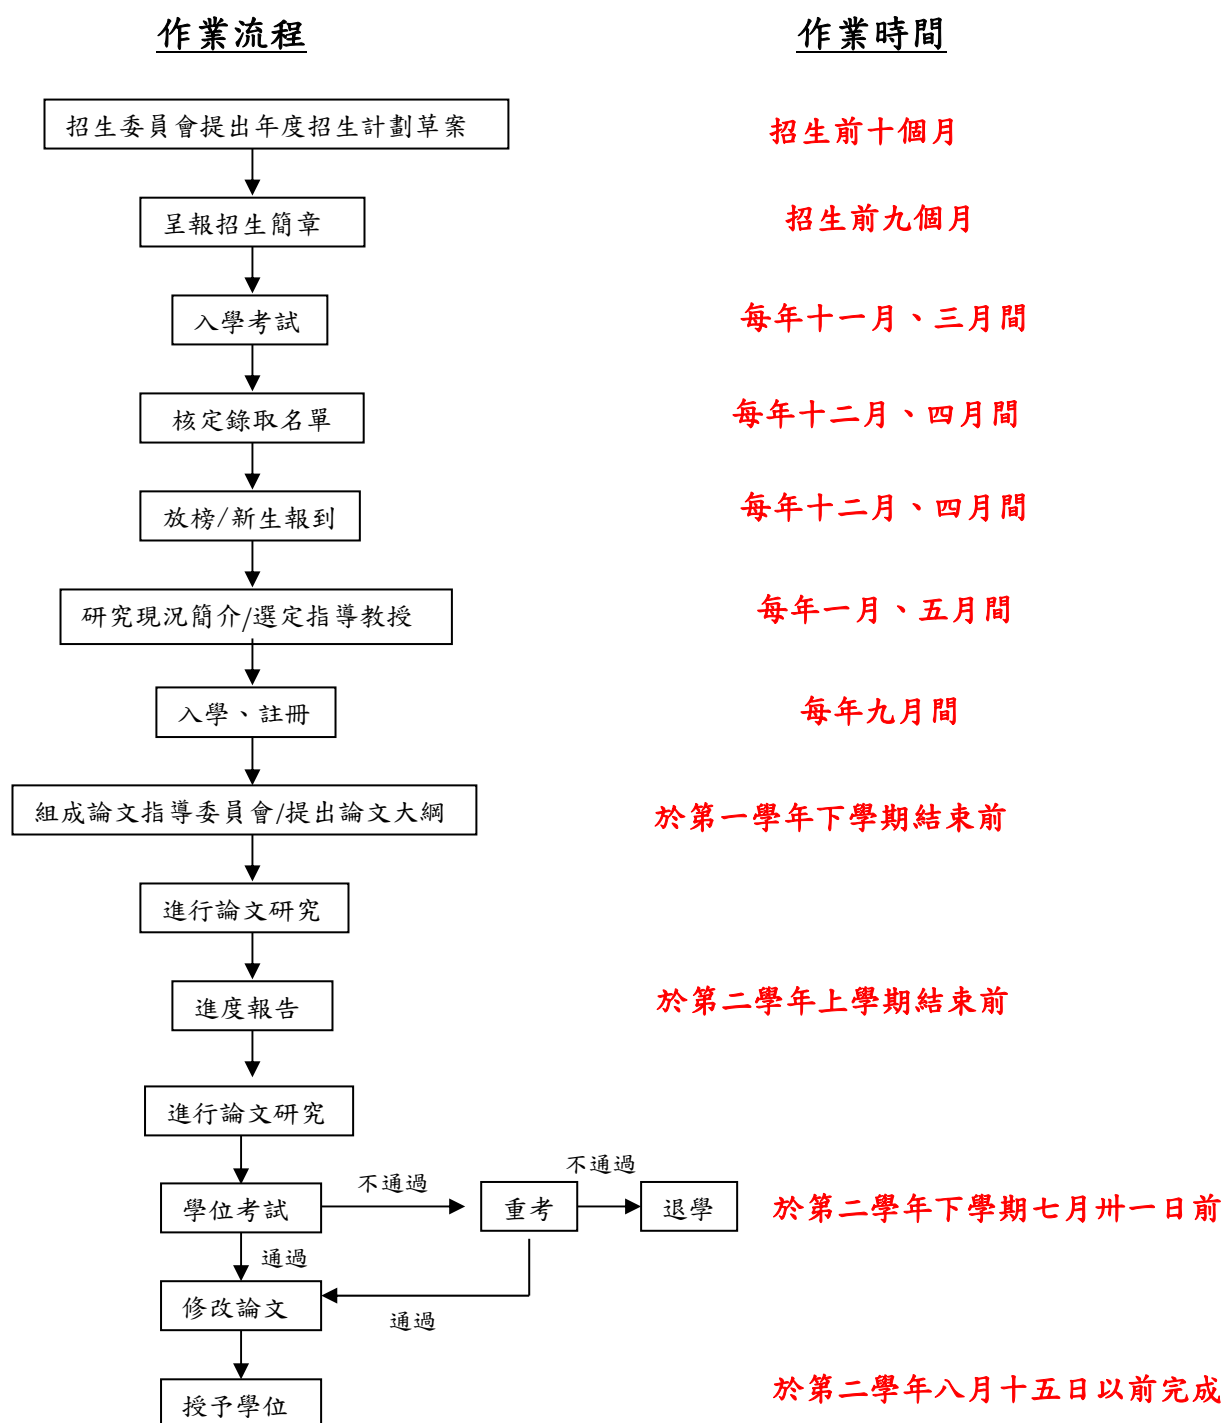 作業流程 作業時間
招生委員會提出年度招生計劃草案 招生前十個月
呈報招生簡章 招生前九個月
入學考試 每年十一月、三月間
核定錄取名單 每年十二月、四月間
放榜/新生報到 每年十二月、四月間
研究現況簡介/選定指導教授 每年一月、五月間
入學、註冊 每年九月間
組成論文指導委員會/提出論文大綱 於第一學年下學期結束前
進行論文研究
進度報告 於第二學年上學期結束前
進行論文研究
不通過 不通過
學位考試 重考 退學 於第二學年下學期七月卅一日前
通過
修改論文 通過
授予學位 於第二學年八月十五日以前完成